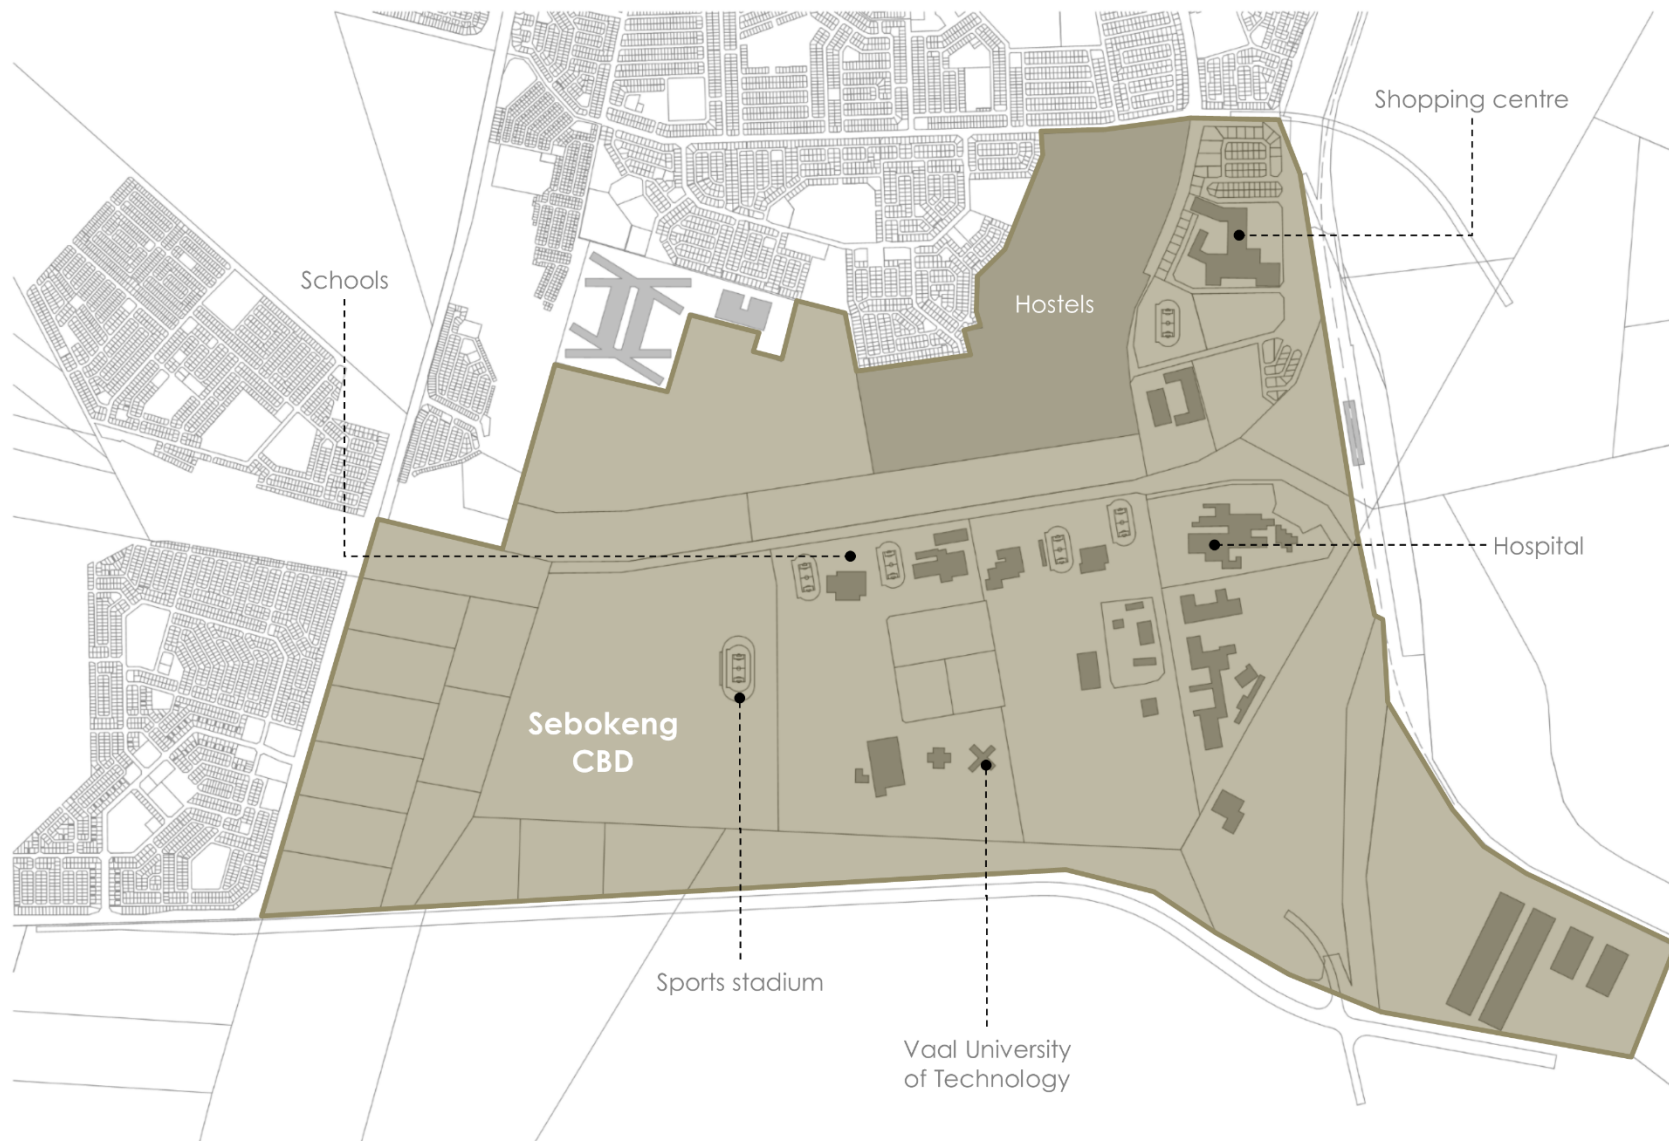 Shopping centre
Schools
Hostels
Hospital
Sebokeng
CBD
Sports stadium
Vaal University
of Technology